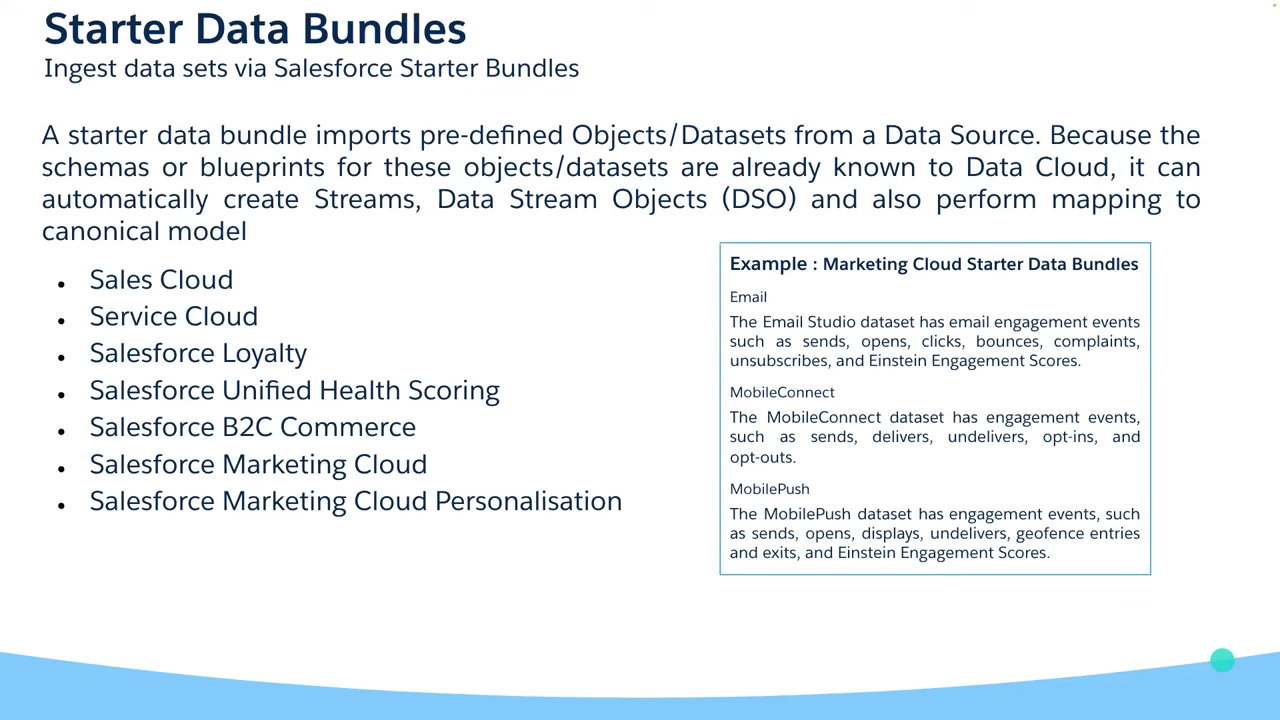 Starter Data Bundles
Ingest data sets via Salesforce Starter Bundles
A starter data bundle imports pre-defined Objects/Datasets from a Data Source. Because the
schemas or blueprints for these objects/datasets are already known to Data Cloud, it can
automatically create Streams, Data Stream Objects (DSO) and also perform mapping to
canonical model
• Sales Cloud
• Service Cloud
• Salesforce Loyalty
• Salesforce Unified Health Scoring
• Salesforce B2C Commerce
• Salesforce Marketing Cloud
• Salesforce Marketing Cloud Personalisation
Example : Marketing Cloud Starter Data Bundles
Email
The Email Studio dataset has email engagement events
such as sends, opens, clicks, bounces, complaints,
unsubscribes, and Einstein Engagement Scores.
MobileConnect
The MobileConnect dataset has engagement events,
such as sends, delivers, undelivers, opt-ins, and
opt-outs.
MobilePush
The MobilePush dataset has engagement events, such
as sends, opens, displays, undelivers, geofence entries
and exits, and Einstein Engagement Scores.